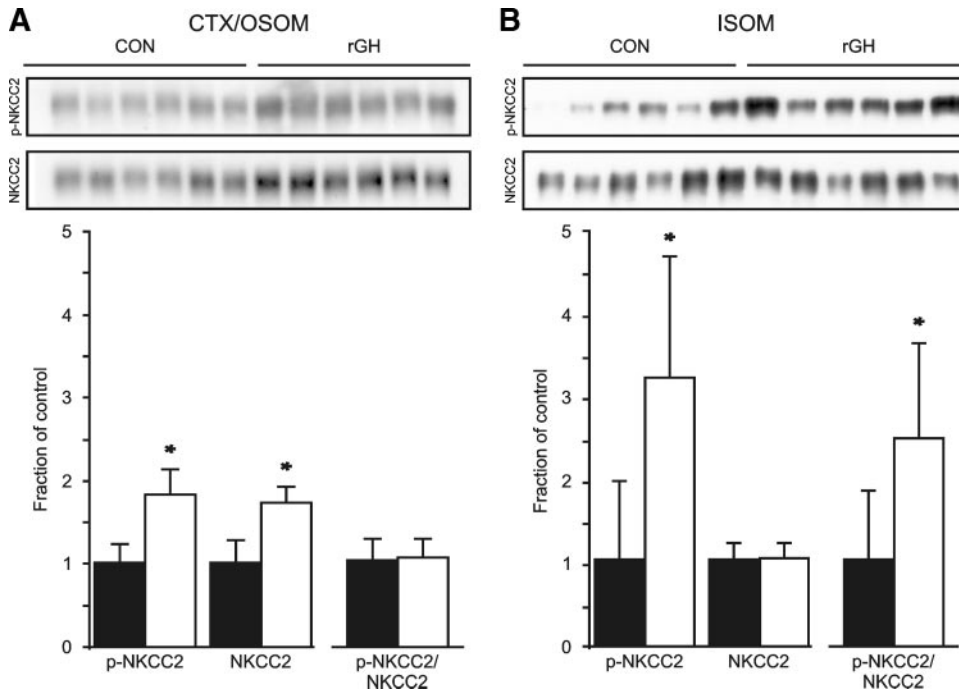 A
CTX/OSOM
CON
rGH
p-NKCC2
NKCC2
Fraction of control
5
4
3
2
1
0
*
*
p-NKCC2
NKCC2
p-NKCC2/
NKCC2
B
ISOM
CON
rGH
p-NKCC2
NKCC2
Fraction of control
5
4
3
2
1
0
*
*
p-NKCC2
NKCC2
p-NKCC2/
NKCC2